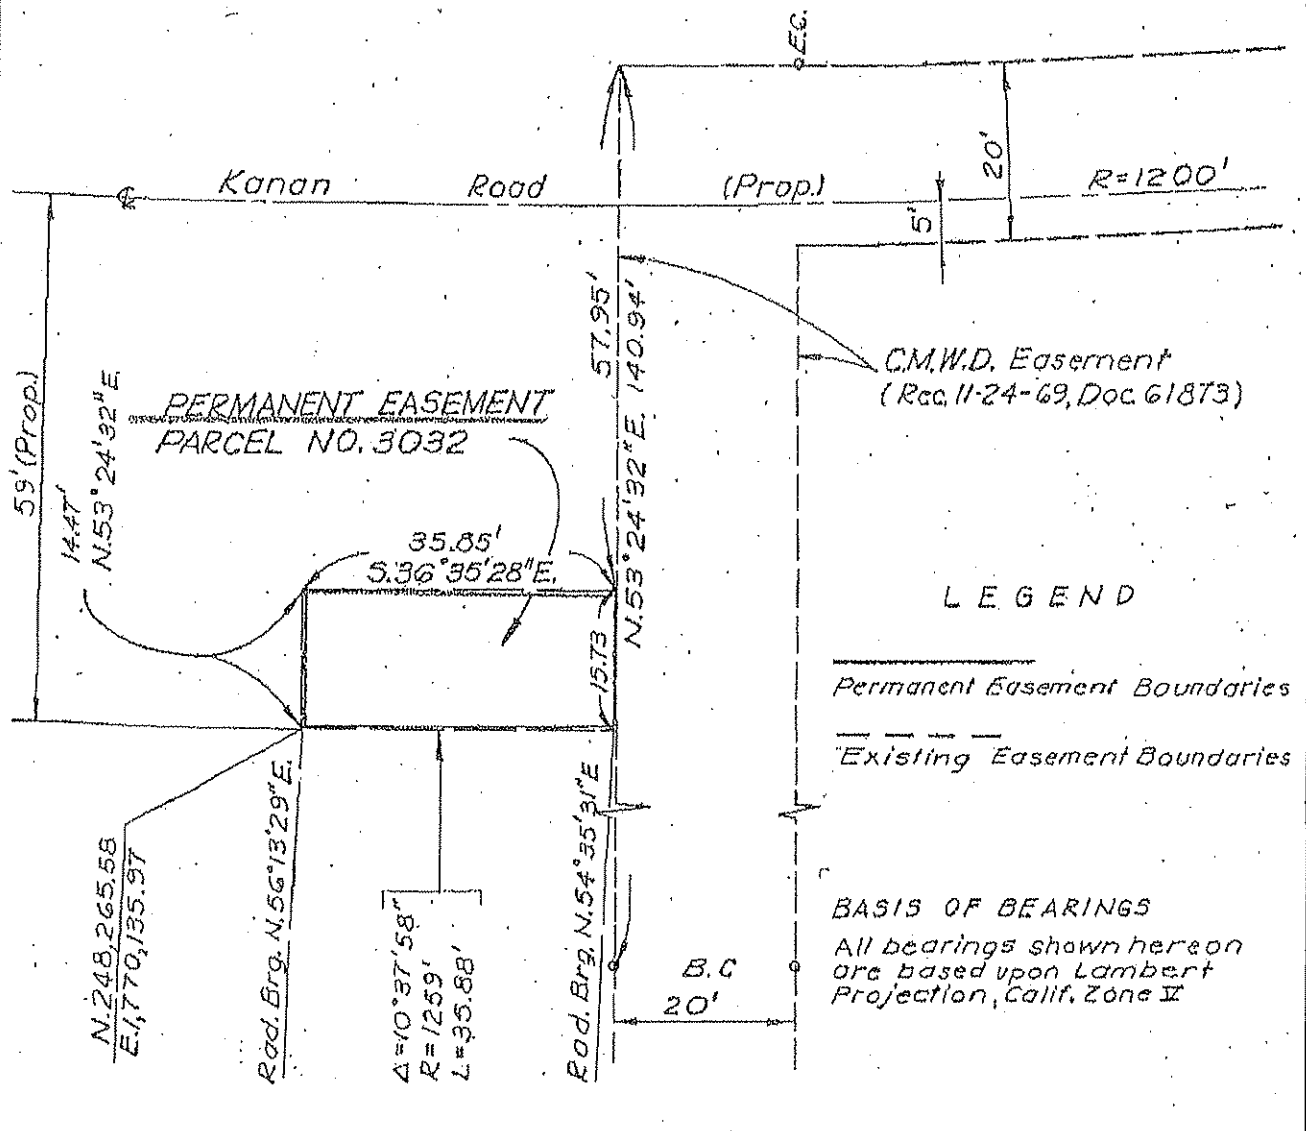 E.C.
20'
R=1200'
Kanan Road (Prop.)
5'
59' (Prop.)
57.95'
N.53°24'32"E. 140.94'
C.M.W.D. Easement
(Rec. 11-24-69, Doc. 61873)
PERMANENT EASEMENT
PARCEL NO. 3032
14.47'
N.53°24'32"E
35.85'
S.36°35'28"E.
15.73
LEGEND
Permanent Easement Boundaries
Existing Easement Boundaries
N.248,265.58
E.1,770,135.97
Rad. Brg. N.56°13'29"E.
Δ=10°37'58"
R=1259'
L=35.88'
Rad. Brg. N.54°35'31"E
B.C
20'
BASIS OF BEARINGS
All bearings shown hereon
are based upon Lambert
Projection, Calif. Zone V